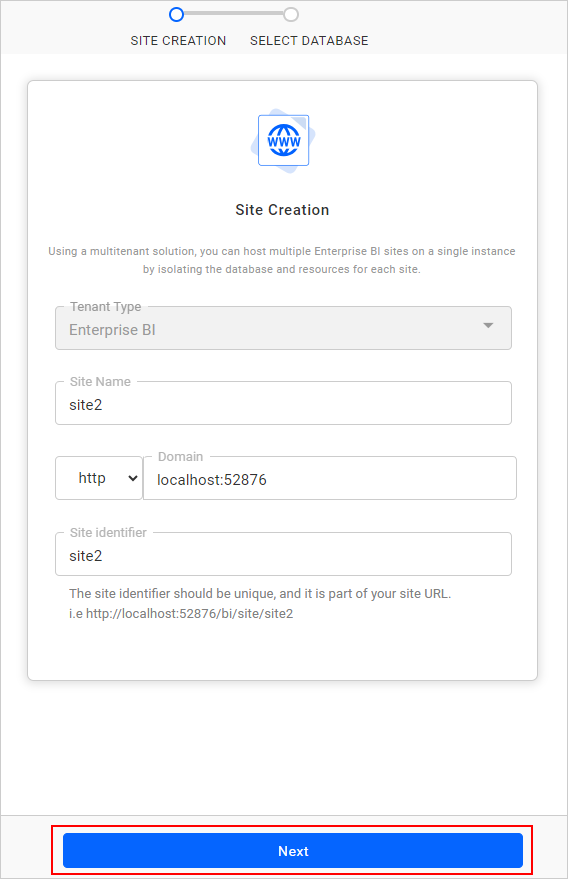 SITE CREATION SELECT DATABASE
WWW
Site Creation
Using a multitenant solution, you can host multiple Enterprise BI sites on a single instance
by isolating the database and resources for each site.
Tenant Type
Enterprise BI
Site Name
site2
Domain
http localhost:52876
Site identifier
site2
The site identifier should be unique, and it is part of your site URL.
i.e http://localhost:52876/bi/site/site2
Next